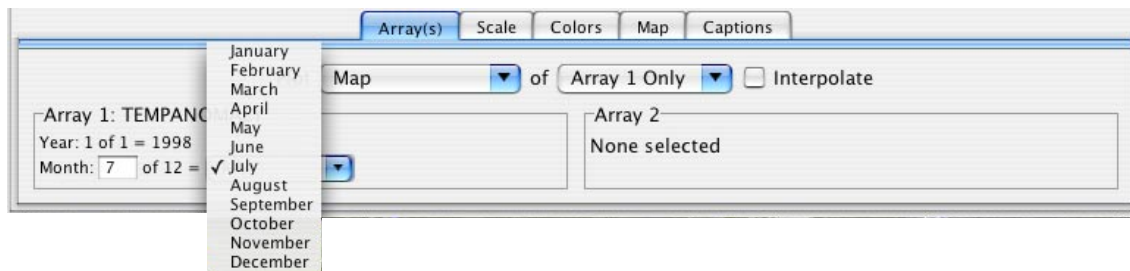 Array(s) Scale Colors Map Captions
Map of Array 1 Only Interpolate
Array 1: TEMPANO
Year: 1 of 1 = 1998
Month: 7 of 12 =
January
February
March
April
May
June
✓ July
August
September
October
November
December
Array 2
None selected